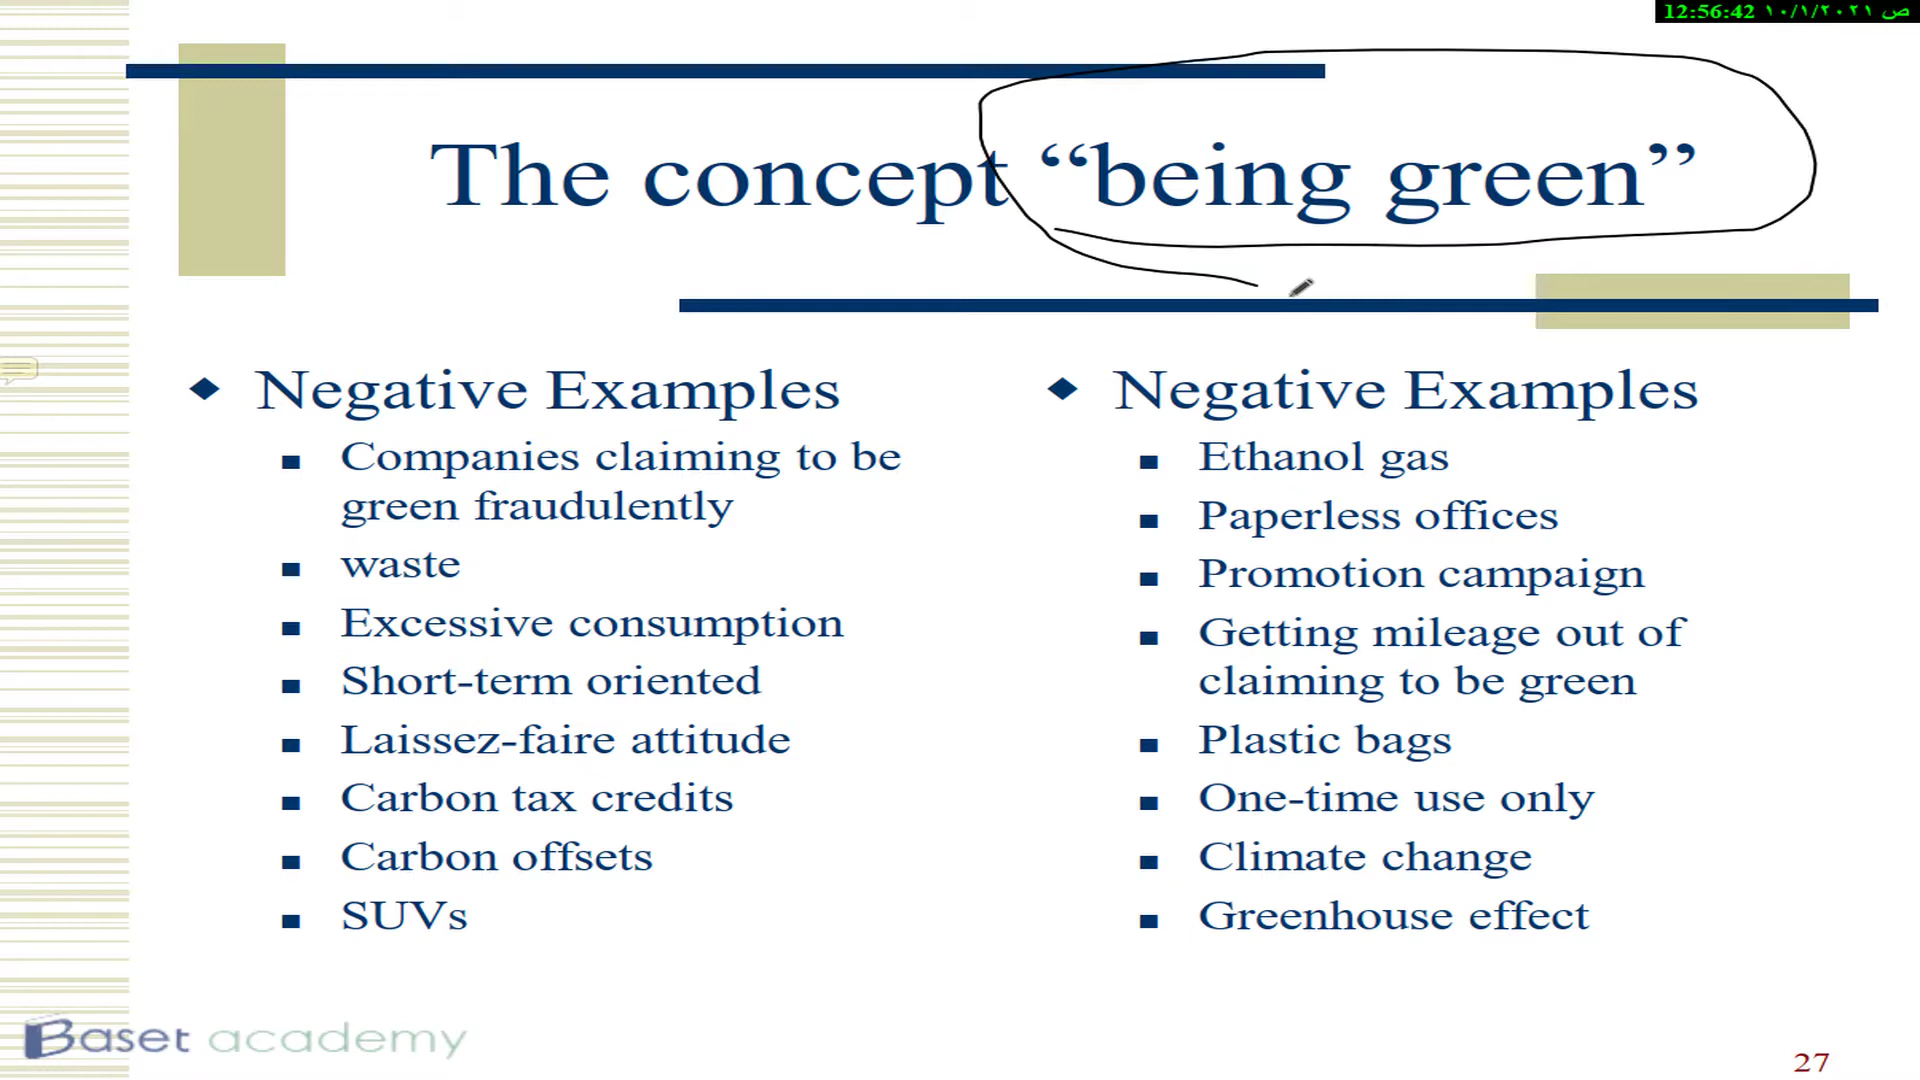 12:56:42 ١٠/١/٢٠٢١ ص
The concept “being green”
Negative Examples
Companies claiming to be
green fraudulently
waste
Excessive consumption
Short-term oriented
Laissez-faire attitude
Carbon tax credits
Carbon offsets
SUVs
Negative Examples
Ethanol gas
Paperless offices
Promotion campaign
Getting mileage out of
claiming to be green
Plastic bags
One-time use only
Climate change
Greenhouse effect
Baset academy
27